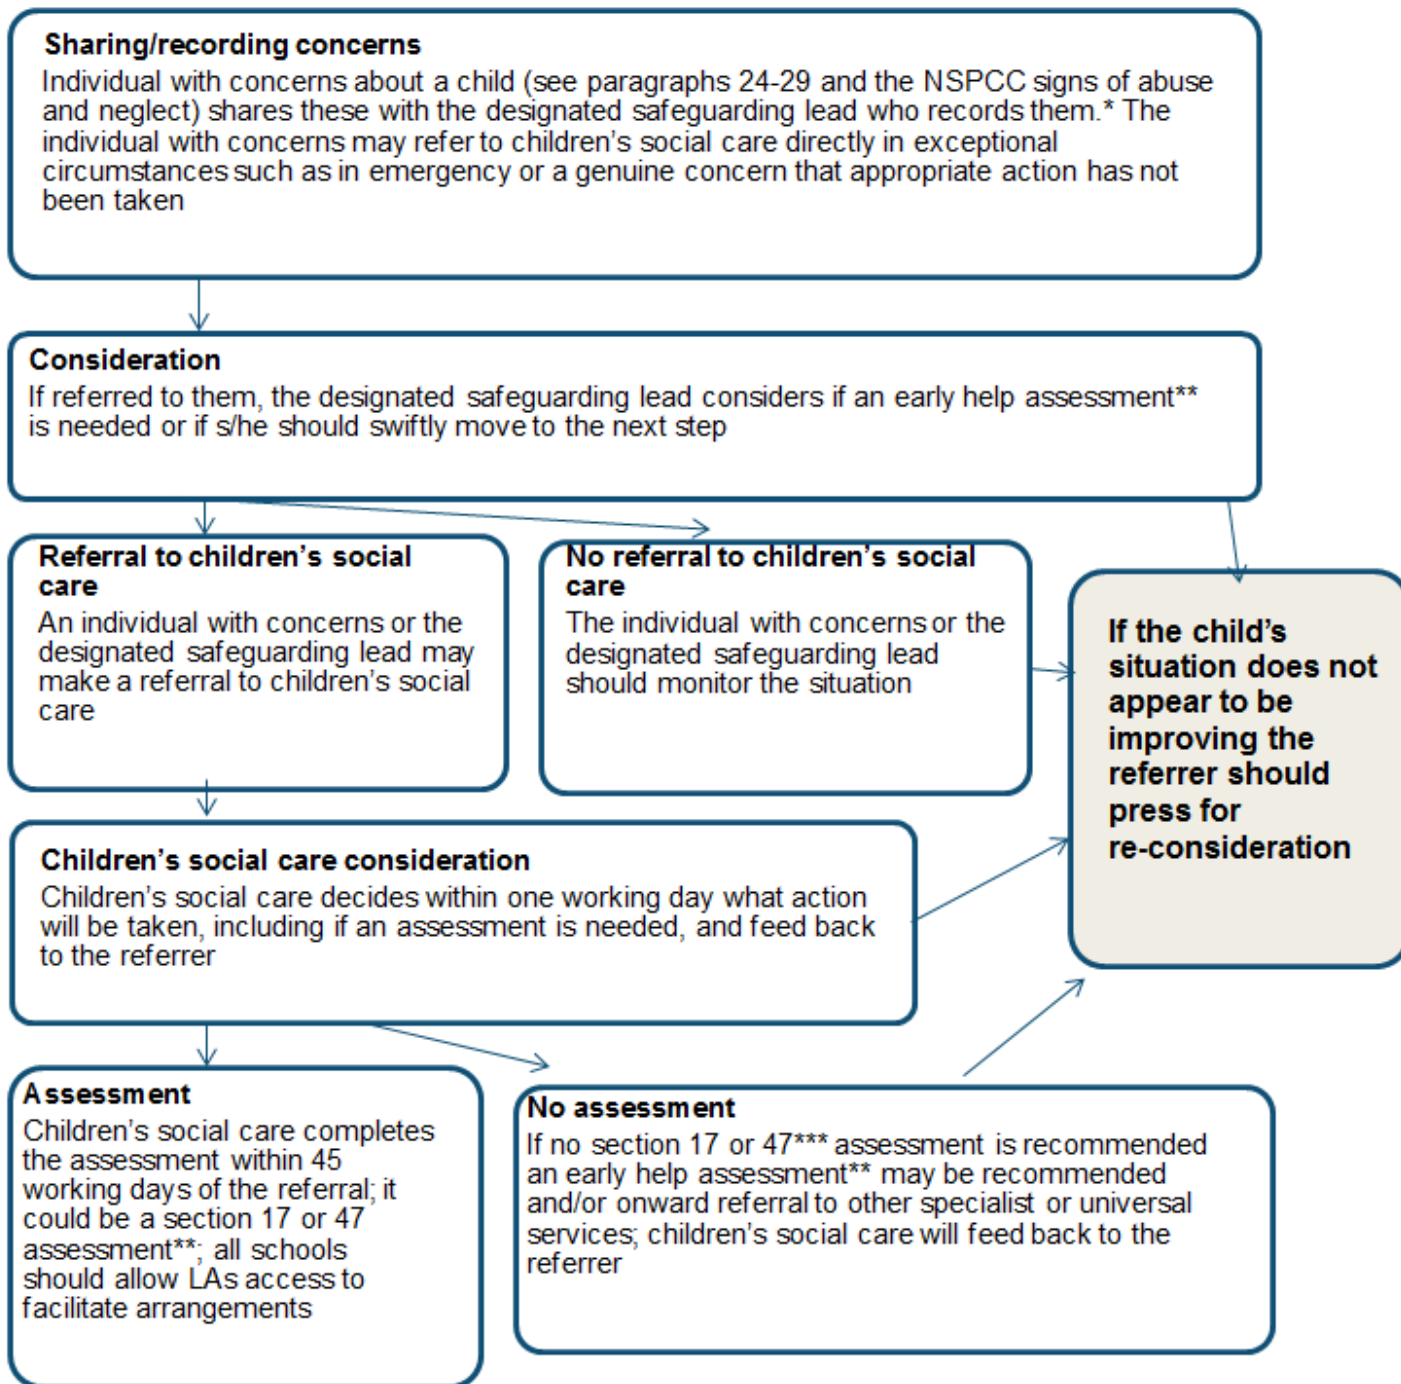 Sharing/recording concerns
Individual with concerns about a child (see paragraphs 24-29 and the NSPCC signs of abuse
and neglect) shares these with the designated safeguarding lead who records them.* The
individual with concerns may refer to children's social care directly in exceptional
circumstances such as in emergency or a genuine concern that appropriate action has not
been taken
Consideration
If referred to them, the designated safeguarding lead considers if an early help assessment**
is needed or if s/he should swiftly move to the next step
Referral to children's social
care
An individual with concerns or the
designated safeguarding lead may
make a referral to children's social
care
No referral to children's social
care
The individual with concerns or the
designated safeguarding lead
should monitor the situation
If the child's
situation does not
appear to be
improving the
referrer should
press for
re-consideration
Children's social care consideration
Children's social care decides within one working day what action
will be taken, including if an assessment is needed, and feed back
to the referrer
Assessment
Children's social care completes
the assessment within 45
working days of the referral; it
could be a section 17 or 47
assessment**; all schools
should allow LAs access to
facilitate arrangements
No assessment
If no section 17 or 47*** assessment is recommended
an early help assessment** may be recommended
and/or onward referral to other specialist or universal
services; children's social care will feed back to the
referrer